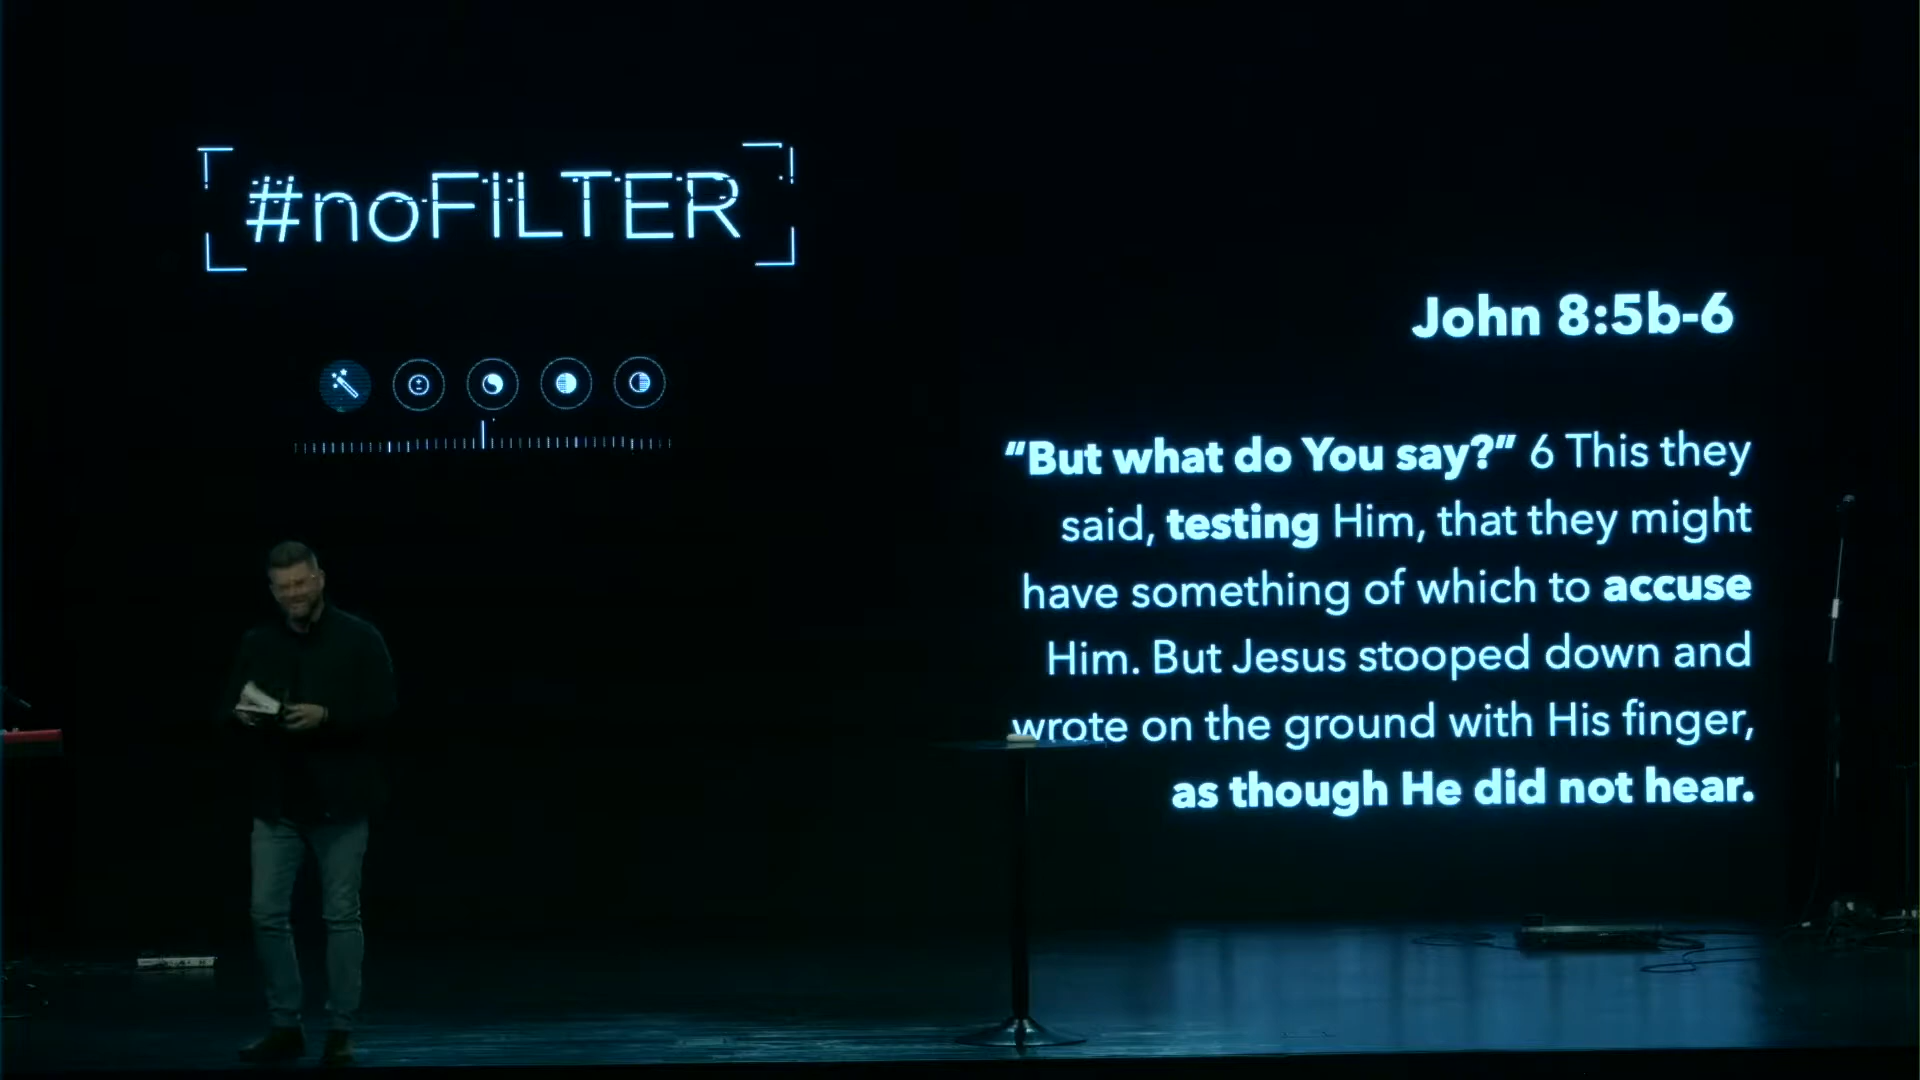 #noFILTER
John 8:5b-6
“But what do You say?” 6 This they
said, testing Him, that they might
have something of which to accuse
Him. But Jesus stooped down and
wrote on the ground with His finger,
as though He did not hear.